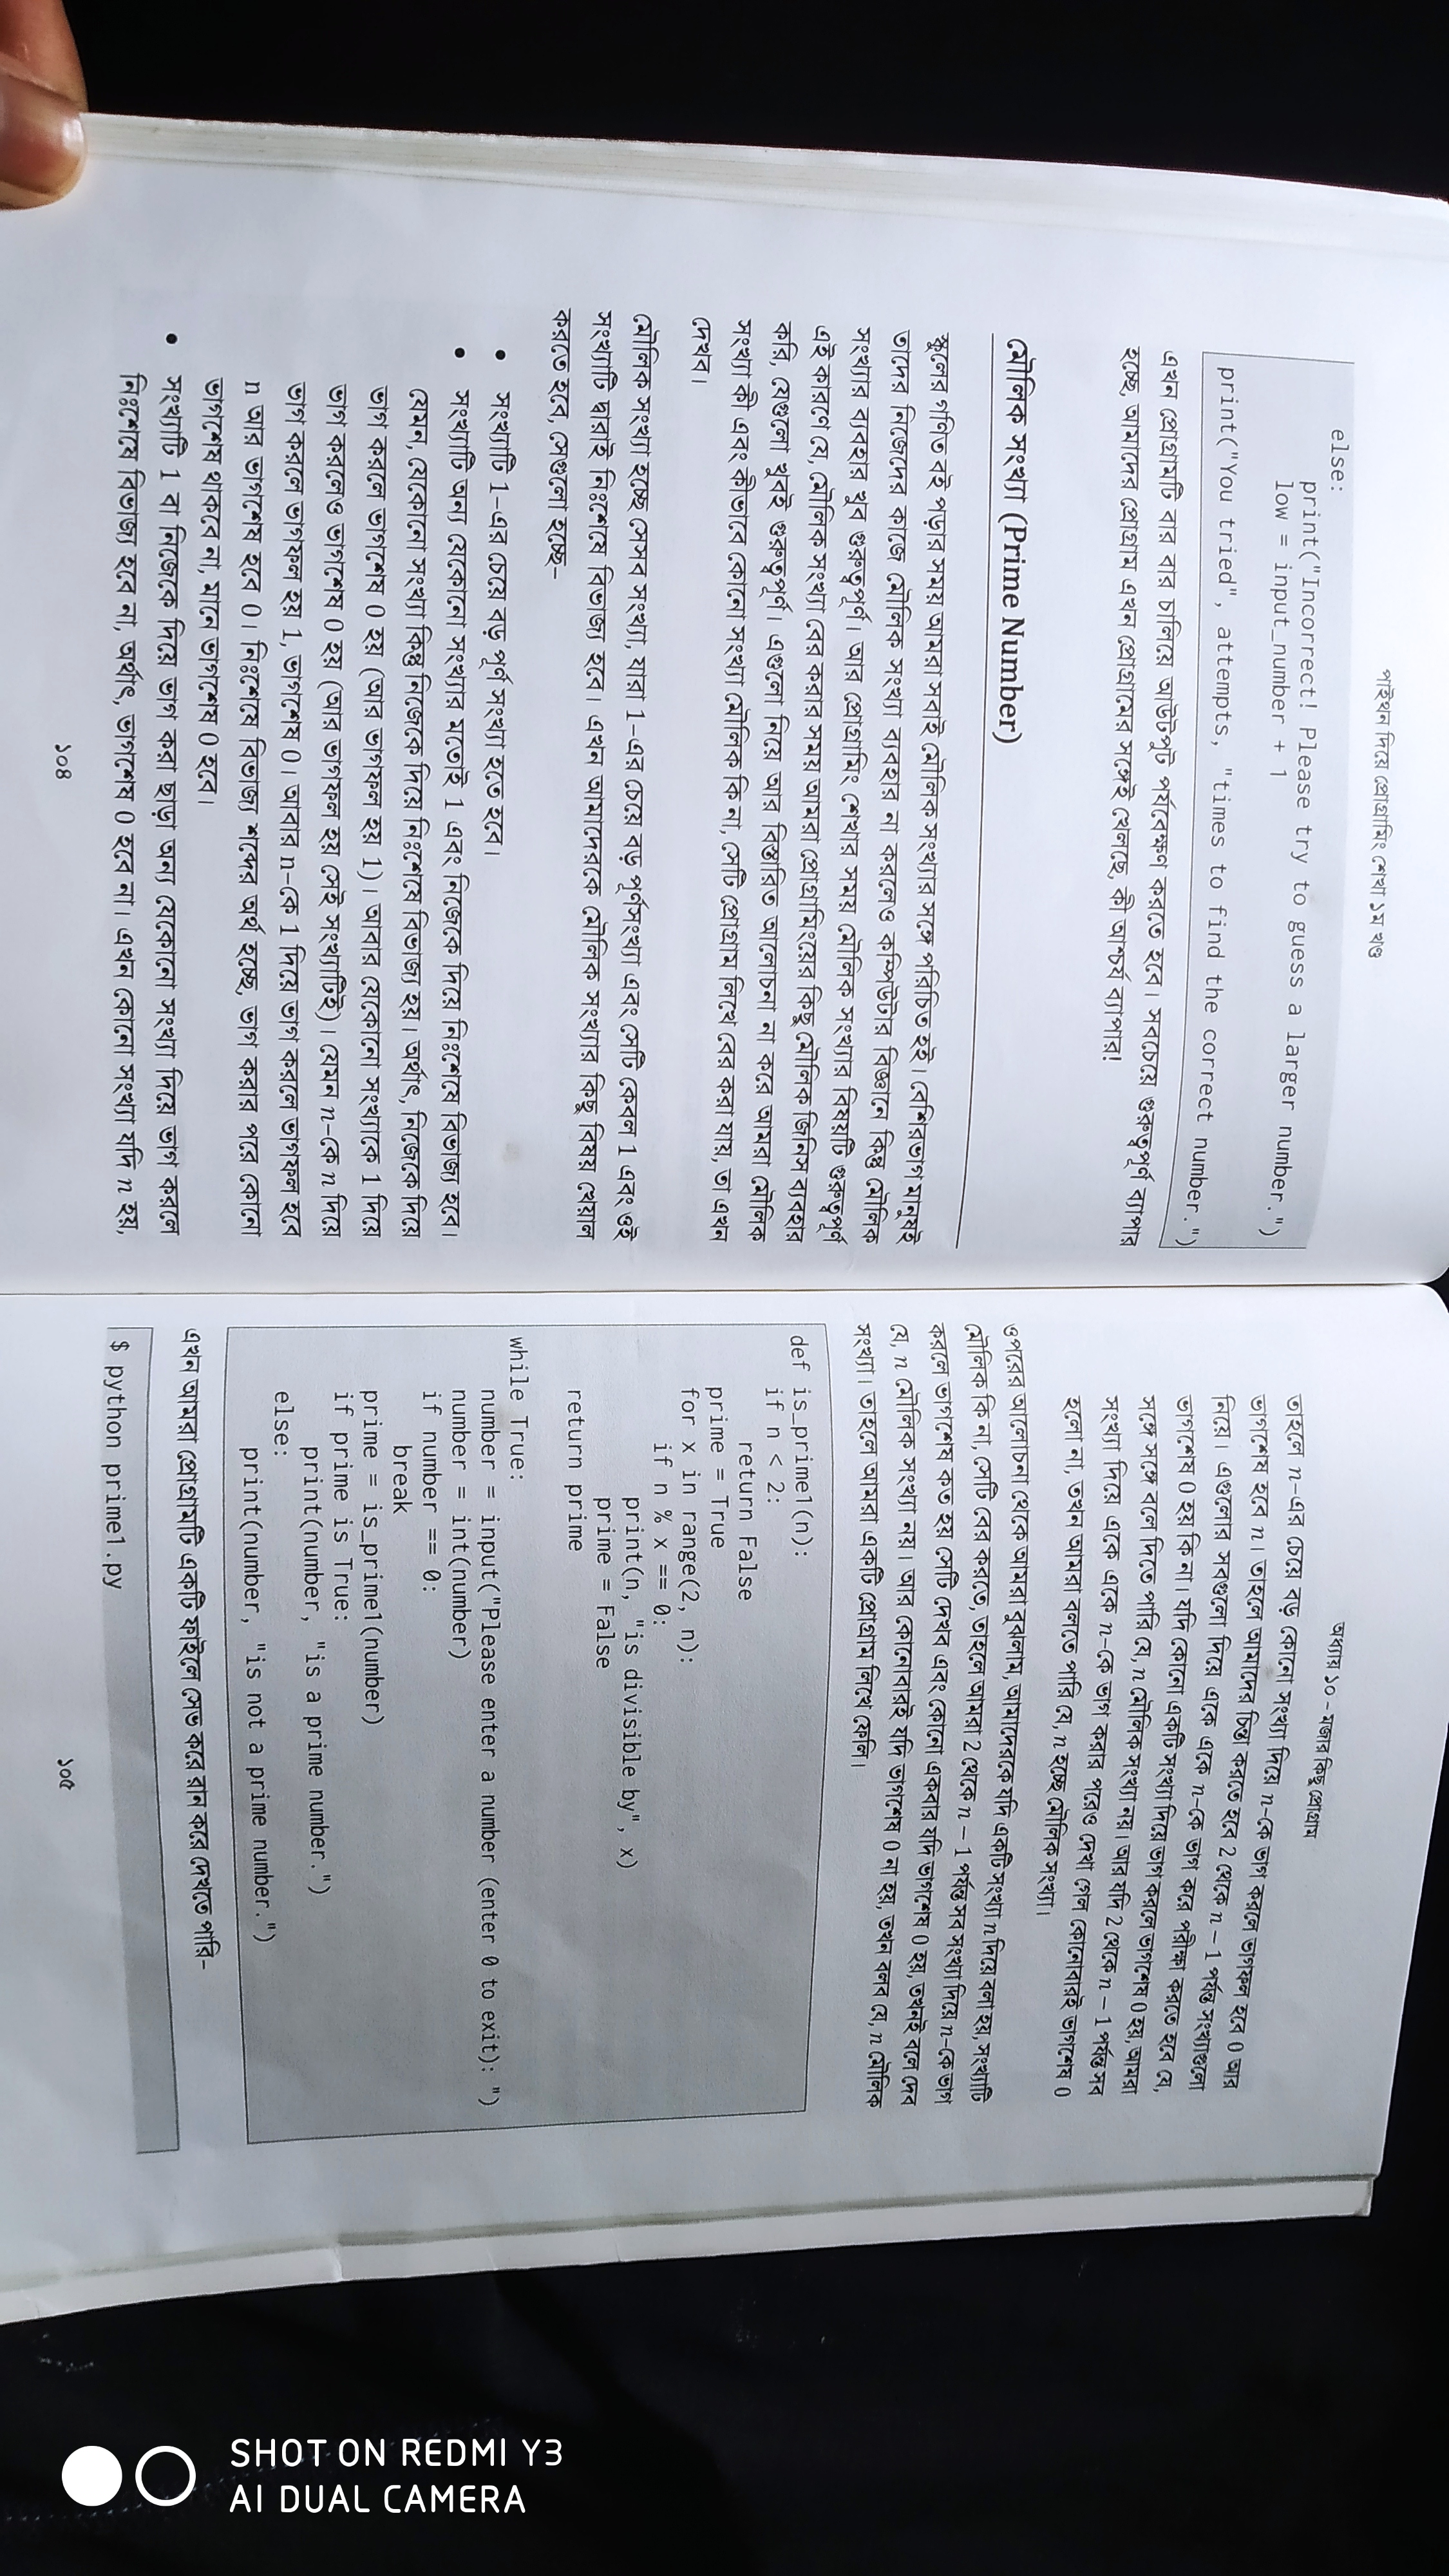 পাইথন দিয়ে প্রোগ্রামিং শেখা ১ম খণ্ড
else:
print("Incorrect! Please try to guess a larger number.")
low = input_number + 1
print("You tried", attempts, "times to find the correct number.")
এখন প্রোগ্রামটি বার বার চালিয়ে আউটপুট পর্যবেক্ষণ করতে হবে। সবচেয়ে গুরুত্বপূর্ণ ব্যাপার
হচ্ছে, আমাদের প্রোগ্রাম এখন প্রোগ্রামের সঙ্গেই খেলছে, কী আশ্চর্য ব্যাপার!
মৌলিক সংখ্যা (Prime Number)
স্কুলের গণিত বই পড়ার সময় আমরা সবাই মৌলিক সংখ্যার সঙ্গে পরিচিত হই। বেশিরভাগ মানুষই
তাদের নিজেদের কাজে মৌলিক সংখ্যা ব্যবহার না করলেও কম্পিউটার বিজ্ঞানে কিন্তু মৌলিক
সংখ্যার ব্যবহার খুব গুরুত্বপূর্ণ। আর প্রোগ্রামিং শেখার সময় মৌলিক সংখ্যার বিষয়টি গুরুত্বপূর্ণ
এই কারণে যে, মৌলিক সংখ্যা বের করার সময় আমরা প্রোগ্রামিংয়ের কিছু মৌলিক জিনিস ব্যবহার
করি, যেগুলো খুবই গুরুত্বপূর্ণ। এগুলো নিয়ে আর বিস্তারিত আলোচনা না করে আমরা মৌলিক
সংখ্যা কী এবং কীভাবে কোনো সংখ্যা মৌলিক কি না, সেটি প্রোগ্রাম লিখে বের করা যায়, তা এখন
দেখব।
মৌলিক সংখ্যা হচ্ছে সেসব সংখ্যা, যারা 1-এর চেয়ে বড় পূর্ণসংখ্যা এবং সেটি কেবল 1 এবং ওই
সংখ্যাটি দ্বারাই নিঃশেষে বিভাজ্য হবে। এখন আমাদেরকে মৌলিক সংখ্যার কিছু বিষয় খেয়াল
করতে হবে, সেগুলো হচ্ছে-
• সংখ্যাটি 1-এর চেয়ে বড় পূর্ণ সংখ্যা হতে হবে।
• সংখ্যাটি অন্য যেকোনো সংখ্যার মতোই 1 এবং নিজেকে দিয়ে নিঃশেষে বিভাজ্য হবে।
যেমন, যেকোনো সংখ্যা কিন্তু নিজেকে দিয়ে নিঃশেষে বিভাজ্য হয়। অর্থাৎ, নিজেকে দিয়ে
ভাগ করলে ভাগশেষ 0 হয় (আর ভাগফল হয় 1)। আবার যেকোনো সংখ্যাকে 1 দিয়ে
ভাগ করলেও ভাগশেষ 0 হয় (আর ভাগফল হয় সেই সংখ্যাটিই)। যেমন n-কে n দিয়ে
ভাগ করলে ভাগফল হয় 1, ভাগশেষ 0। আবার n-কে 1 দিয়ে ভাগ করলে ভাগফল হবে
n আর ভাগশেষ হবে 0। নিঃশেষে বিভাজ্য শব্দের অর্থ হচ্ছে, ভাগ করার পরে কোনো
ভাগশেষ থাকবে না, মানে ভাগশেষ 0 হবে।
• সংখ্যাটি 1 বা নিজেকে দিয়ে ভাগ করা ছাড়া অন্য যেকোনো সংখ্যা দিয়ে ভাগ করলে
নিঃশেষে বিভাজ্য হবে না, অর্থাৎ, ভাগশেষ 0 হবে না। এখন কোনো সংখ্যা যদি n হয়,
১০৪
অধ্যায় ১০ - মজার কিছু প্রোগ্রাম
তাহলে n-এর চেয়ে বড় কোনো সংখ্যা দিয়ে n-কে ভাগ করলে ভাগফল হবে 0 আর
ভাগশেষ হবে n। তাহলে আমাদের চিন্তা করতে হবে 2 থেকে n – 1 পর্যন্ত সংখ্যাগুলো
নিয়ে। এগুলোর সবগুলো দিয়ে একে একে n-কে ভাগ করে পরীক্ষা করতে হবে যে,
ভাগশেষ 0 হয় কি না। যদি কোনো একটি সংখ্যা দিয়ে ভাগ করলে ভাগশেষ 0 হয়, আমরা
সঙ্গে সঙ্গে বলে দিতে পারি যে, n মৌলিক সংখ্যা নয়। আর যদি 2 থেকে n – 1 পর্যন্ত সব
সংখ্যা দিয়ে একে একে n-কে ভাগ করার পরেও দেখা গেল কোনোবারই ভাগশেষ 0
হলো না, তখন আমরা বলতে পারি যে, n হচ্ছে মৌলিক সংখ্যা।
ওপরের আলোচনা থেকে আমরা বুঝলাম, আমাদেরকে যদি একটি সংখ্যা n দিয়ে বলা হয়, সংখ্যাটি
মৌলিক কি না, সেটি বের করতে, তাহলে আমরা 2 থেকে n – 1 পর্যন্ত সব সংখ্যা দিয়ে n-কে ভাগ
করলে ভাগশেষ কত হয় সেটি দেখব এবং কোনো একবার যদি ভাগশেষ 0 হয়, তখনই বলে দেব
যে, n মৌলিক সংখ্যা নয়। আর কোনোবারই যদি ভাগশেষ 0 না হয়, তখন বলব যে, n মৌলিক
সংখ্যা। তাহলে আমরা একটি প্রোগ্রাম লিখে ফেলি।
def is_prime1(n):
if n < 2:
return False
prime = True
for x in range(2, n):
if n % x == 0:
print(n, "is divisible by", x)
prime = False
return prime
while True:
number = input("Please enter a number (enter 0 to exit): ")
number = int(number)
if number == 0:
break
prime = is_prime1(number)
if prime is True:
print(number, "is a prime number.")
else:
print(number, "is not a prime number.")
এখন আমরা প্রোগ্রামটি একটি ফাইলে সেভ করে রান করে দেখতে পারি-
$ python prime1.py
১০৫
SHOT ON REDMI Y3
AI DUAL CAMERA